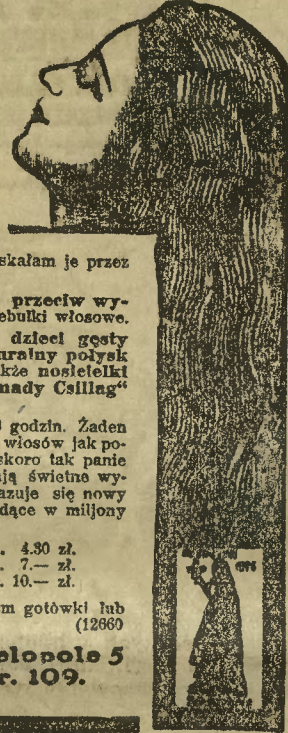 skałam je przez
przeciw wy-
ebulki włosowe.
dzieci gęsty
uralny połysk
kże nosicielki
mady Csillag“
godzin. Żaden
włosów jak po-
skoro tak panie
ją świetne wy-
azuje się nowy
dące w miljony
. 4.30 zł.
. 7.— zł.
. 10.— zł.
m gotówki lub
(12660
elopole 5
r. 109.